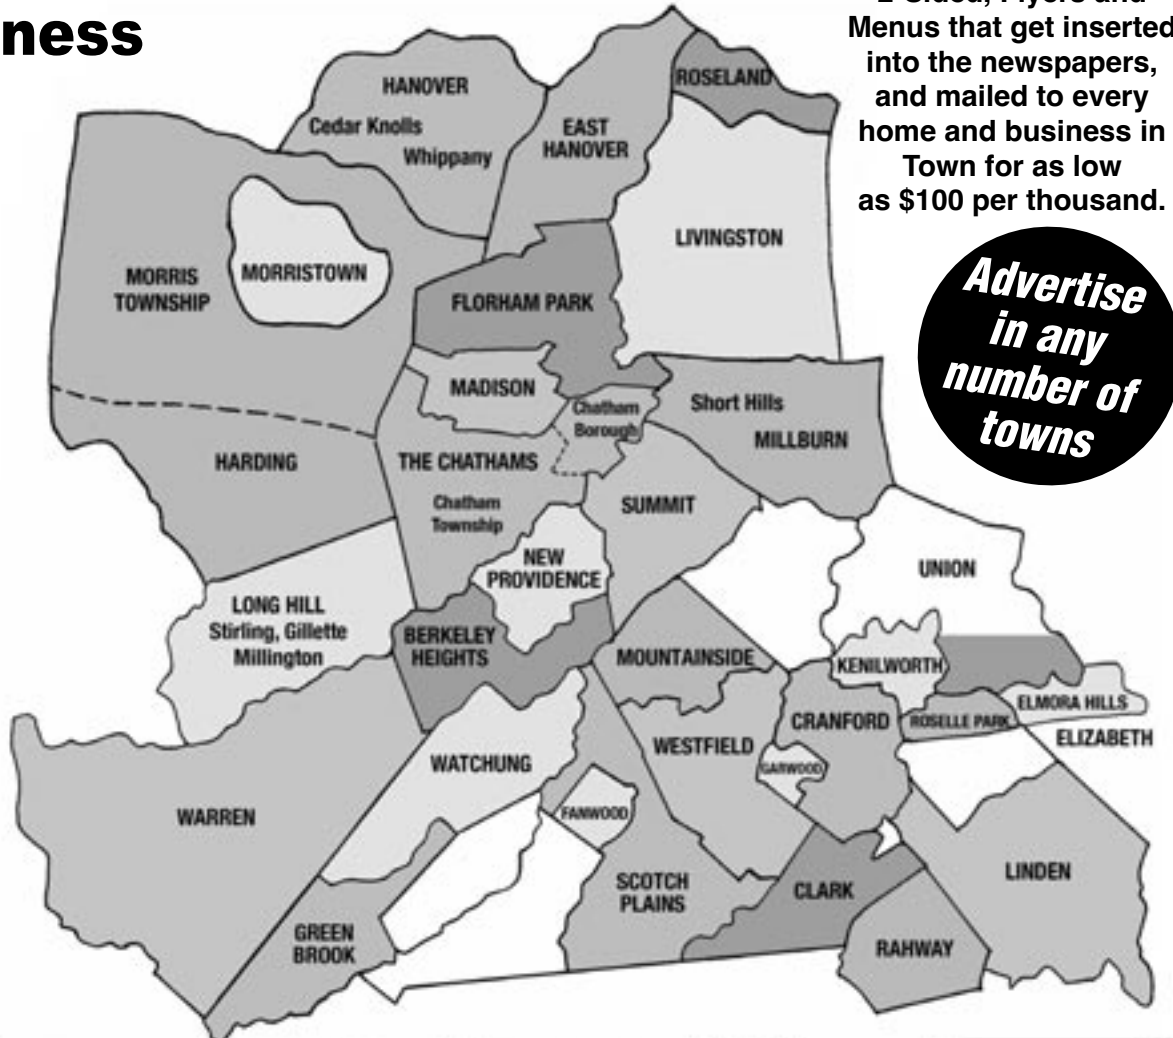 ness
2-Sided, Flyers and
Menus that get inserted
into the newspapers,
and mailed to every
home and business in
Town for as low
as $100 per thousand.
Advertise
in any
number of
towns
HANOVER
Cedar Knolls
Whippany
EAST
HANOVER
ROSELAND
LIVINGSTON
MORRIS
TOWNSHIP
MORRISTOWN
FLORHAM PARK
MADISON
Chatham
Borough
Short Hills
MILLBURN
HARDING
THE CHATHAMS
Chatham
Township
SUMMIT
NEW
PROVIDENCE
UNION
LONG HILL
Stirling, Gillette
Millington
BERKELEY
HEIGHTS
MOUNTAINSIDE
KENILWORTH
ELMORA HILLS
ROSELLE PARK
CRANFORD
ELIZABETH
WESTFIELD
GARWOOD
WATCHUNG
WARREN
FANWOOD
SCOTCH
PLAINS
CLARK
LINDEN
GREEN
BROOK
RAHWAY